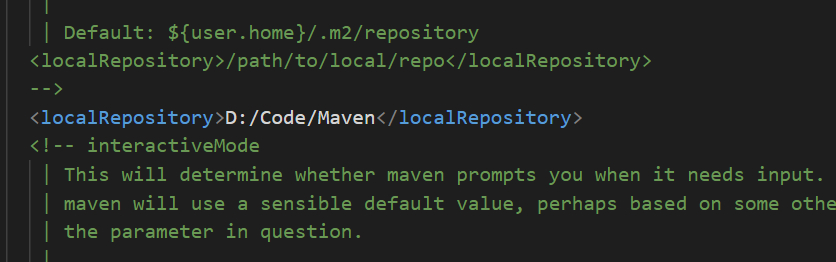 |
| Default: ${user.home}/.m2/repository
<localRepository>/path/to/local/repo</localRepository>
-->
<localRepository>D:/Code/Maven</localRepository>
<!-- interactiveMode
| This will determine whether maven prompts you when it needs input.
| maven will use a sensible default value, perhaps based on some othe
| the parameter in question.
|